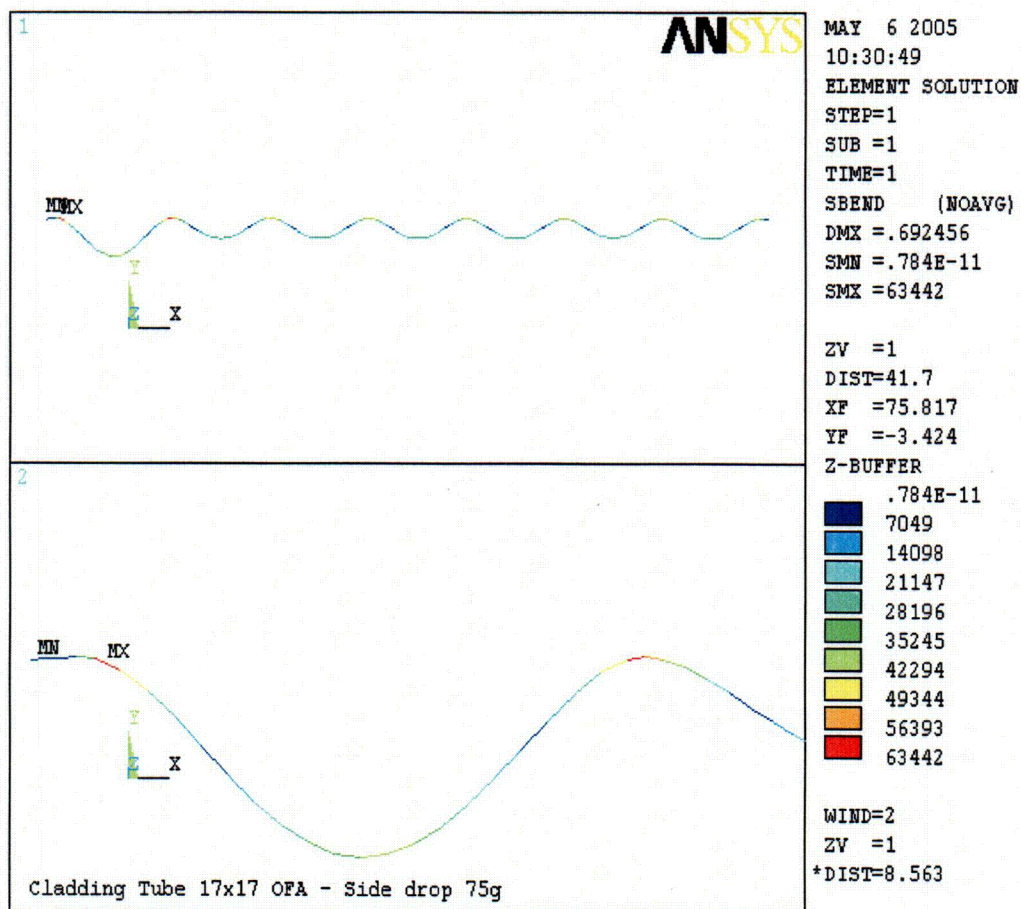 1
ANSYS
MNMX
Y
Z X
2
MN MX
Y
Z X
Cladding Tube 17x17 OFA - Side drop 75g
MAY 6 2005
10:30:49
ELEMENT SOLUTION
STEP=1
SUB =1
TIME=1
SBEND (NOAVG)
DMX =.692456
SMN =.784E-11
SMX =63442
ZV =1
DIST=41.7
XF =75.817
YF =-3.424
Z-BUFFER
.784E-11
7049
14098
21147
28196
35245
42294
49344
56393
63442
WIND=2
ZV =1
*DIST=8.563